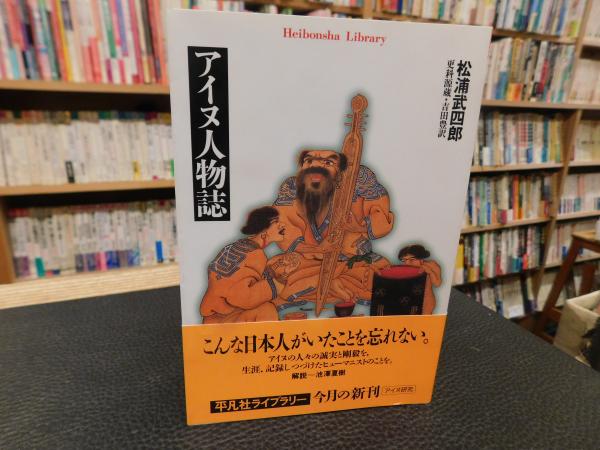 Heibonsha Library
松浦武四郎
更科源蔵・吉田豊訳
アイヌ人物誌
こんな日本人がいたことを忘れない。
アイヌの人々の誠実と剛毅を、
生涯、記録しつづけたヒューマニストのことを。
解説─池澤夏樹
平凡社ライブラリー 今月の新刊 アイヌ研究